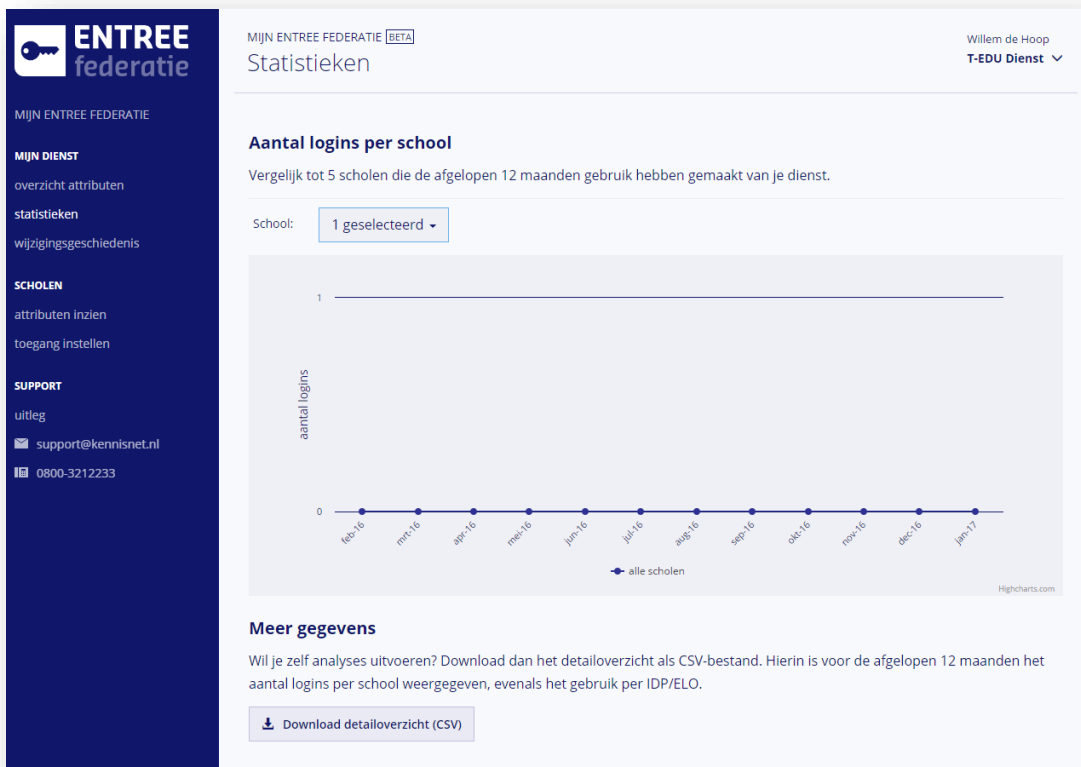 ENTREE
federatie
MIJN ENTREE FEDERATIE
MIJN DIENST
overzicht attributen
statistieken
wijzigingsgeschiedenis
SCHOLEN
attributen inzien
toegang instellen
SUPPORT
uitleg
support@kennisnet.nl
0800-3212233
MIJN ENTREE FEDERATIE BETA
Statistieken
Willem de Hoop
T-EDU Dienst
Aantal logins per school
Vergelijk tot 5 scholen die de afgelopen 12 maanden gebruik hebben gemaakt van je dienst.
School: 1 geselecteerd
1
aantal logins
0
feb-16 mrt-16 apr-16 mei-16 jun-16 jul-16 aug-16 sep-16 okt-16 nov-16 dec-16 jan-17
alle scholen
Highcharts.com
Meer gegevens
Wil je zelf analyses uitvoeren? Download dan het detailoverzicht als CSV-bestand. Hierin is voor de afgelopen 12 maanden het
aantal logins per school weergegeven, evenals het gebruik per IDP/ELO.
Download detailoverzicht (CSV)